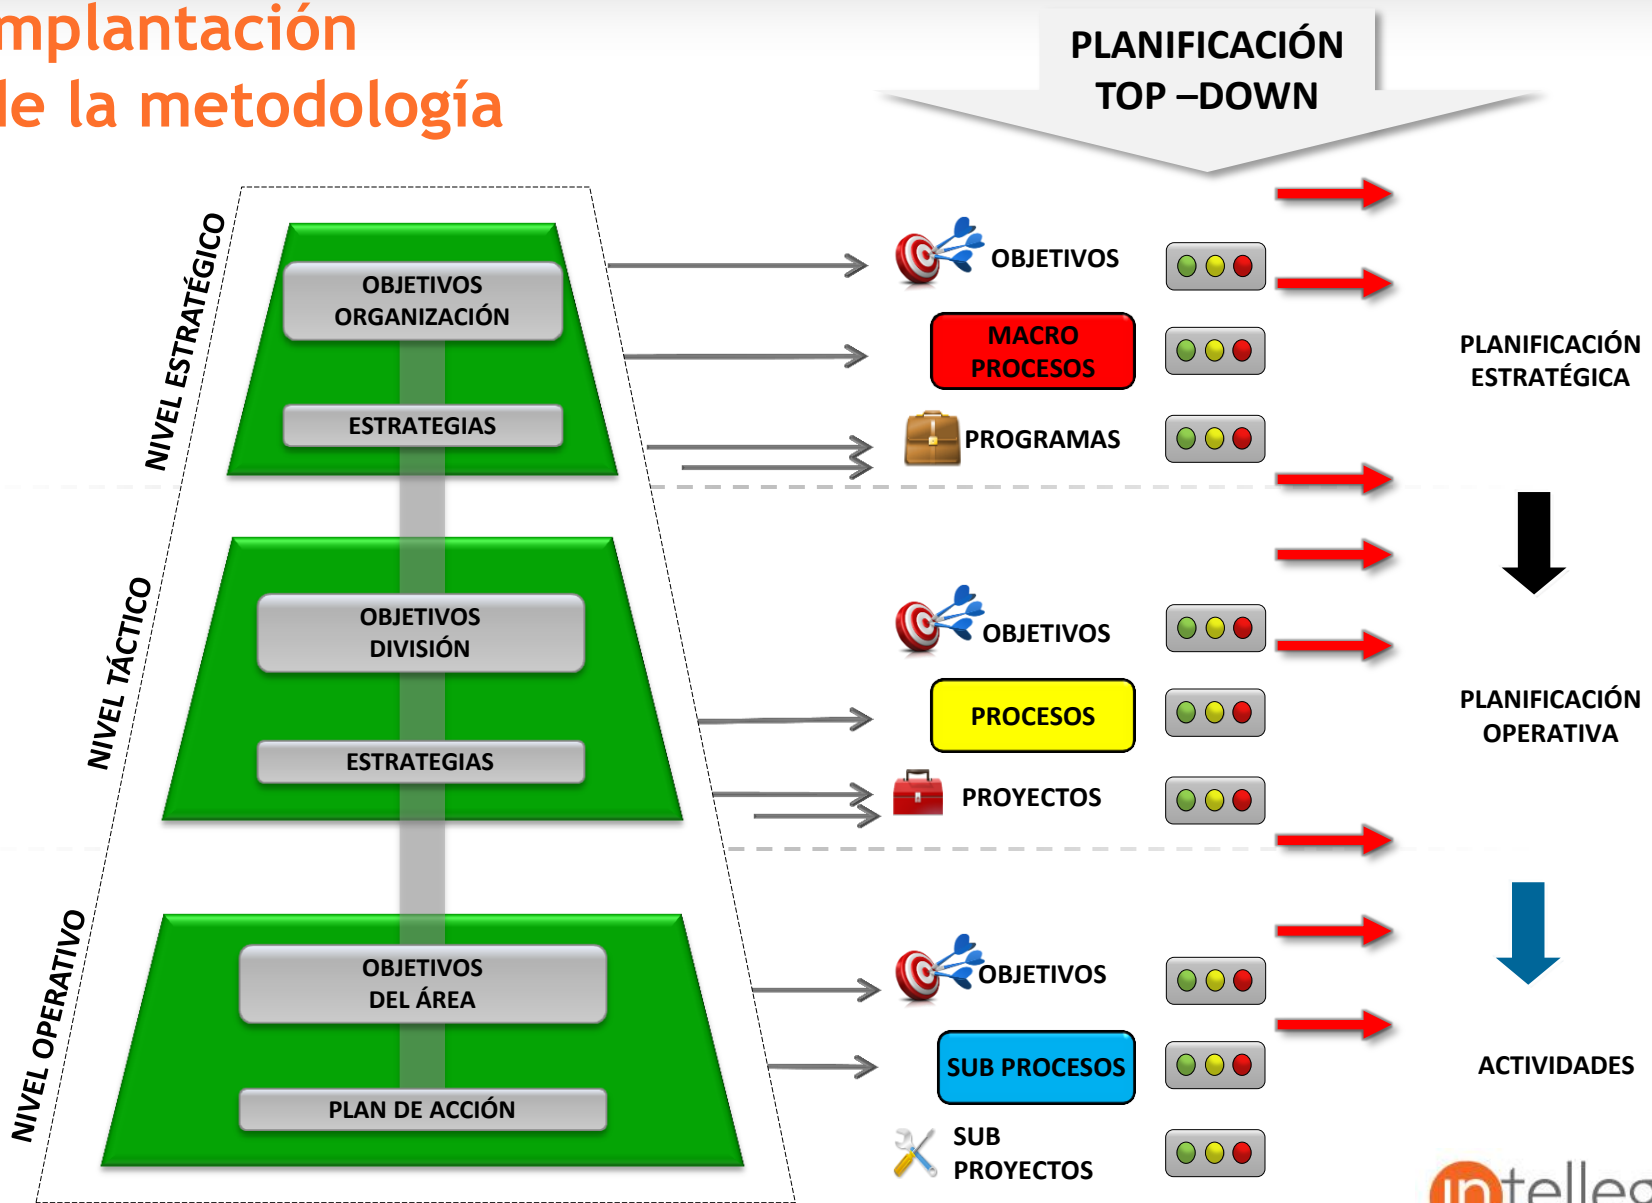 mplantación
de la metodología
PLANIFICACIÓN
TOP –DOWN
NIVEL ESTRATÉGICO
OBJETIVOS
ORGANIZACIÓN
ESTRATEGIAS
OBJETIVOS
MACRO
PROCESOS
PROGRAMAS
PLANIFICACIÓN
ESTRATÉGICA
NIVEL TÁCTICO
OBJETIVOS
DIVISIÓN
ESTRATEGIAS
OBJETIVOS
PROCESOS
PROYECTOS
PLANIFICACIÓN
OPERATIVA
NIVEL OPERATIVO
OBJETIVOS
DEL ÁREA
PLAN DE ACCIÓN
OBJETIVOS
SUB PROCESOS
SUB
PROYECTOS
ACTIVIDADES
intelleg